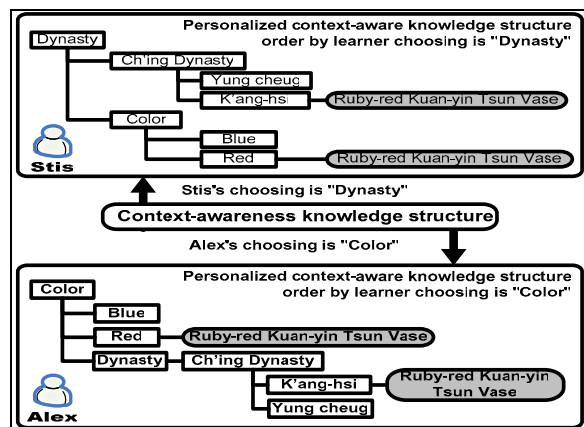 Personalized context-aware knowledge structure
order by learner choosing is "Dynasty"
Dynasty
Ch'ing Dynasty
Yung cheug
K'ang-hsi
Ruby-red Kuan-yin Tsun Vase
Color
Blue
Red
Ruby-red Kuan-yin Tsun Vase
Stis
Stis's choosing is "Dynasty"
Context-awareness knowledge structure
Alex's choosing is "Color"
Personalized context-aware knowledge structure
order by learner choosing is "Color"
Color
Blue
Red
Ruby-red Kuan-yin Tsun Vase
Dynasty
Ch'ing Dynasty
K'ang-hsi
Ruby-red Kuan-yin
Tsun Vase
Yung cheug
Alex